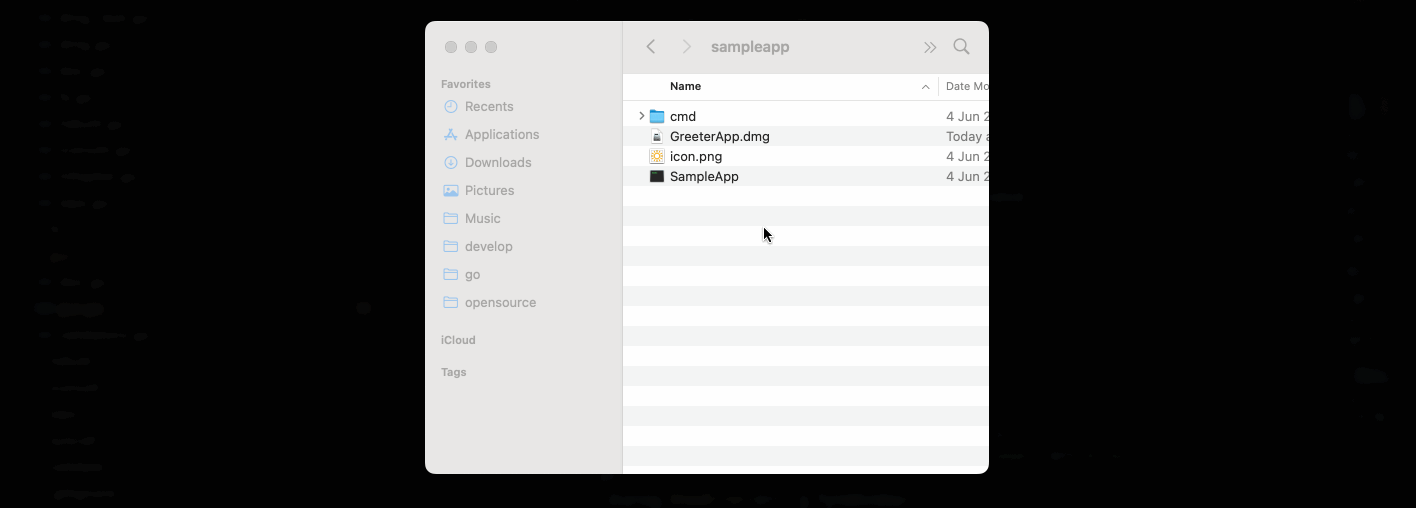 sampleapp
Favorites
Recents
Applications
Downloads
Pictures
Music
develop
go
opensource
iCloud
Tags
Name Date Mo
cmd 4 Jun 2
GreeterApp.dmg Today a
icon.png 4 Jun 2
SampleApp 4 Jun 2